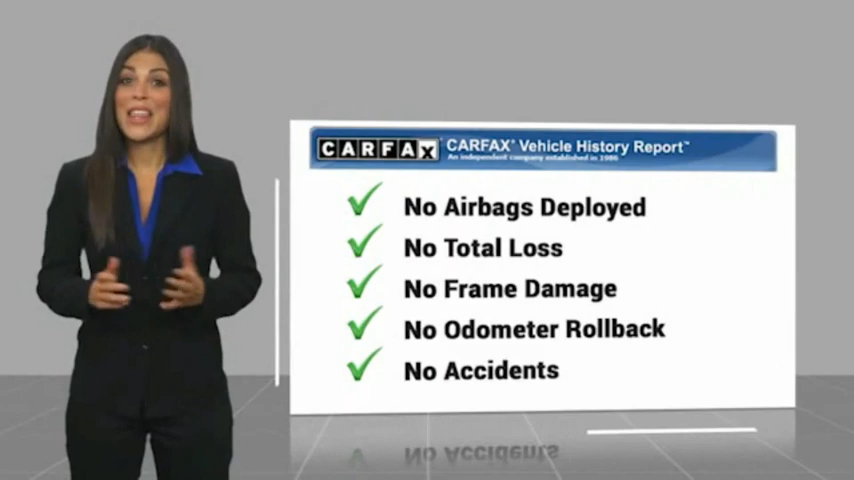 CARFAX CARFAX® Vehicle History Report™
An independent company established in 1986
No Airbags Deployed
No Total Loss
No Frame Damage
No Odometer Rollback
No Accidents
No Accidents